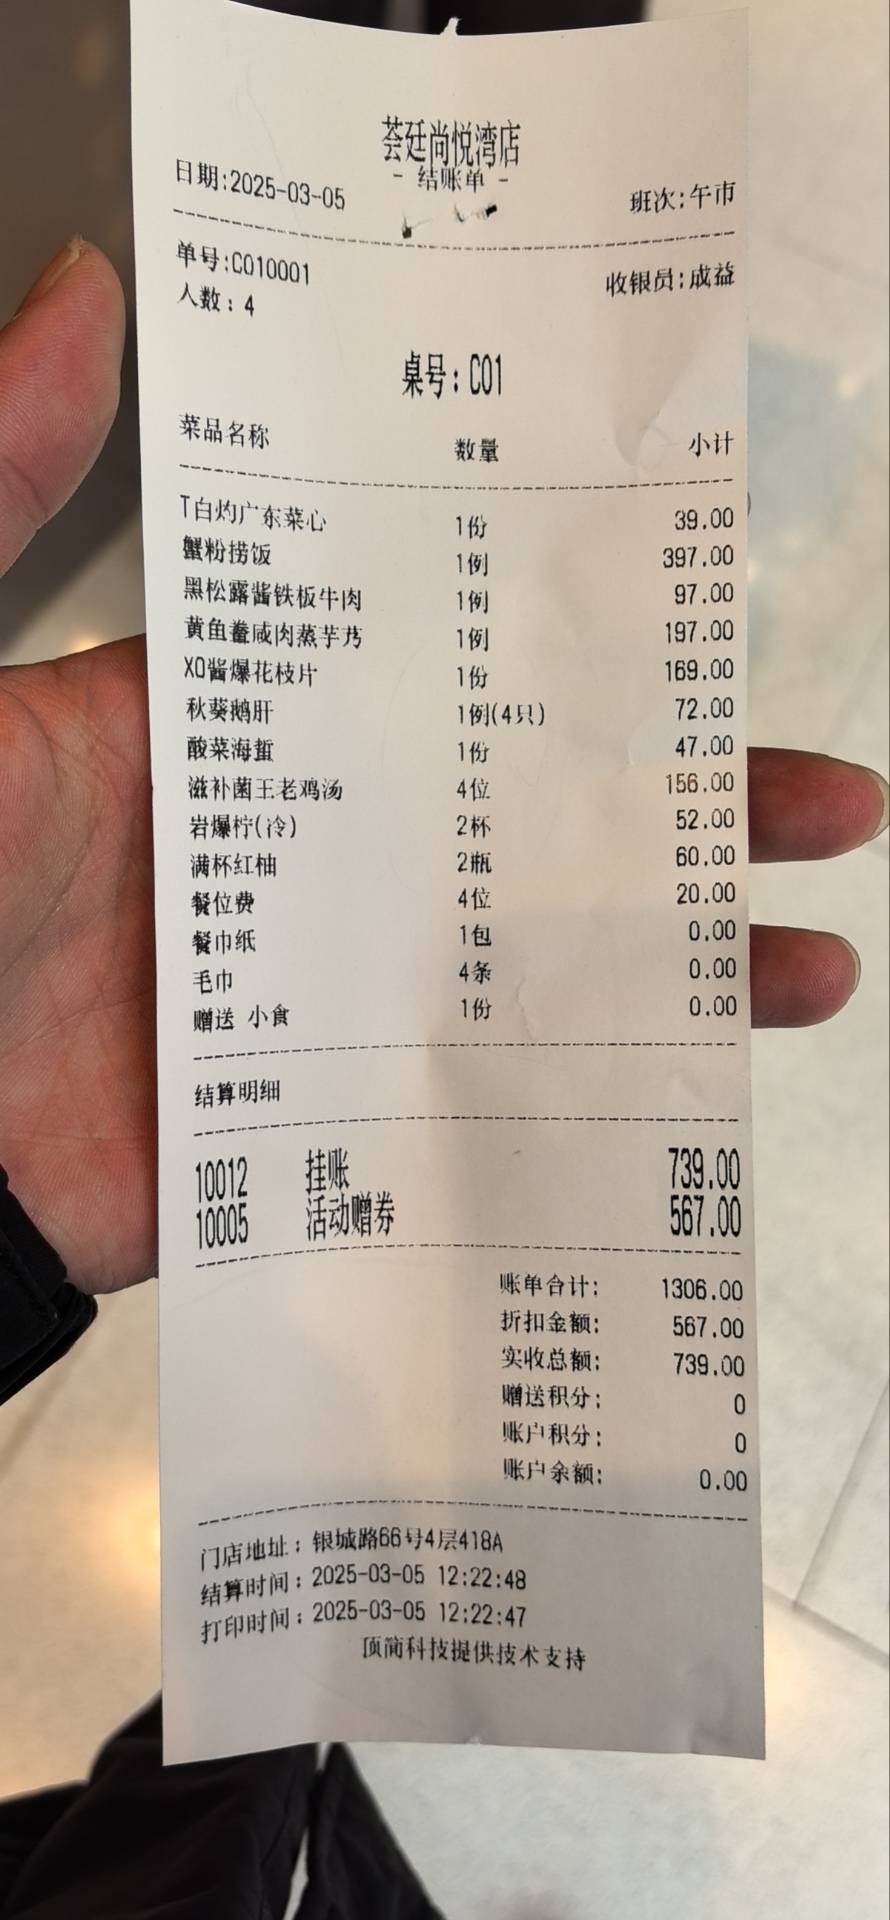 荟廷尚悦湾店
- 结账单 -
日期:2025-03-05 班次:午市
单号:C010001 收银员:成益
人数: 4
桌号: C01
菜品名称 数量 小计
T白灼广东菜心 1份 39.00
蟹粉捞饭 1例 397.00
黑松露酱铁板牛肉 1例 97.00
黄鱼鲞咸肉蒸芋艿 1例 197.00
XO酱爆花枝片 1份 169.00
秋葵鹅肝 1例(4只) 72.00
酸菜海蜇 1份 47.00
滋补菌王老鸡汤 4位 156.00
岩爆柠(冷) 2杯 52.00
满杯红柚 2瓶 60.00
餐位费 4位 20.00
餐巾纸 1包 0.00
毛巾 4条 0.00
赠送 小食 1份 0.00
结算明细
10012 挂账 739.00
10005 活动赠券 567.00
账单合计: 1306.00
折扣金额: 567.00
实收总额: 739.00
赠送积分: 0
账户积分: 0
账户余额: 0.00
门店地址: 银城路66号4层418A
结算时间: 2025-03-05 12:22:48
打印时间: 2025-03-05 12:22:47
顶简科技提供技术支持